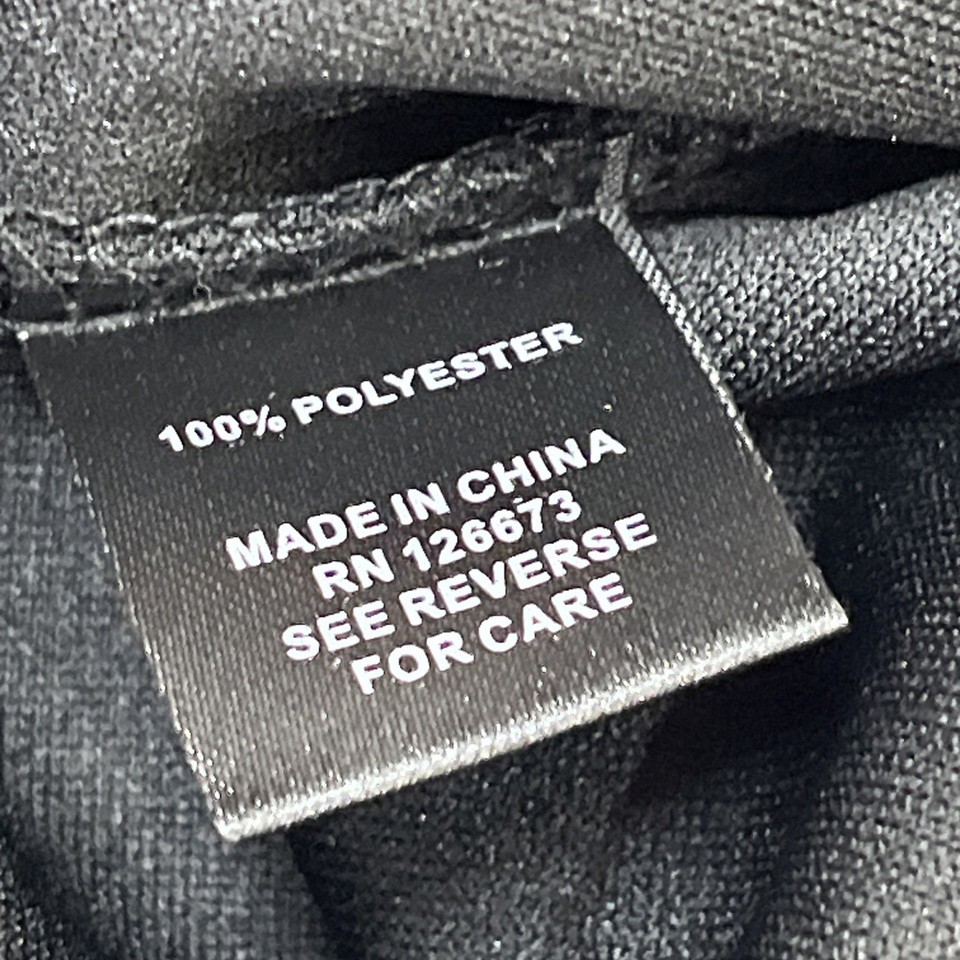 100% POLYESTER
MADE IN CHINA
RN 126673
SEE REVERSE
FOR CARE